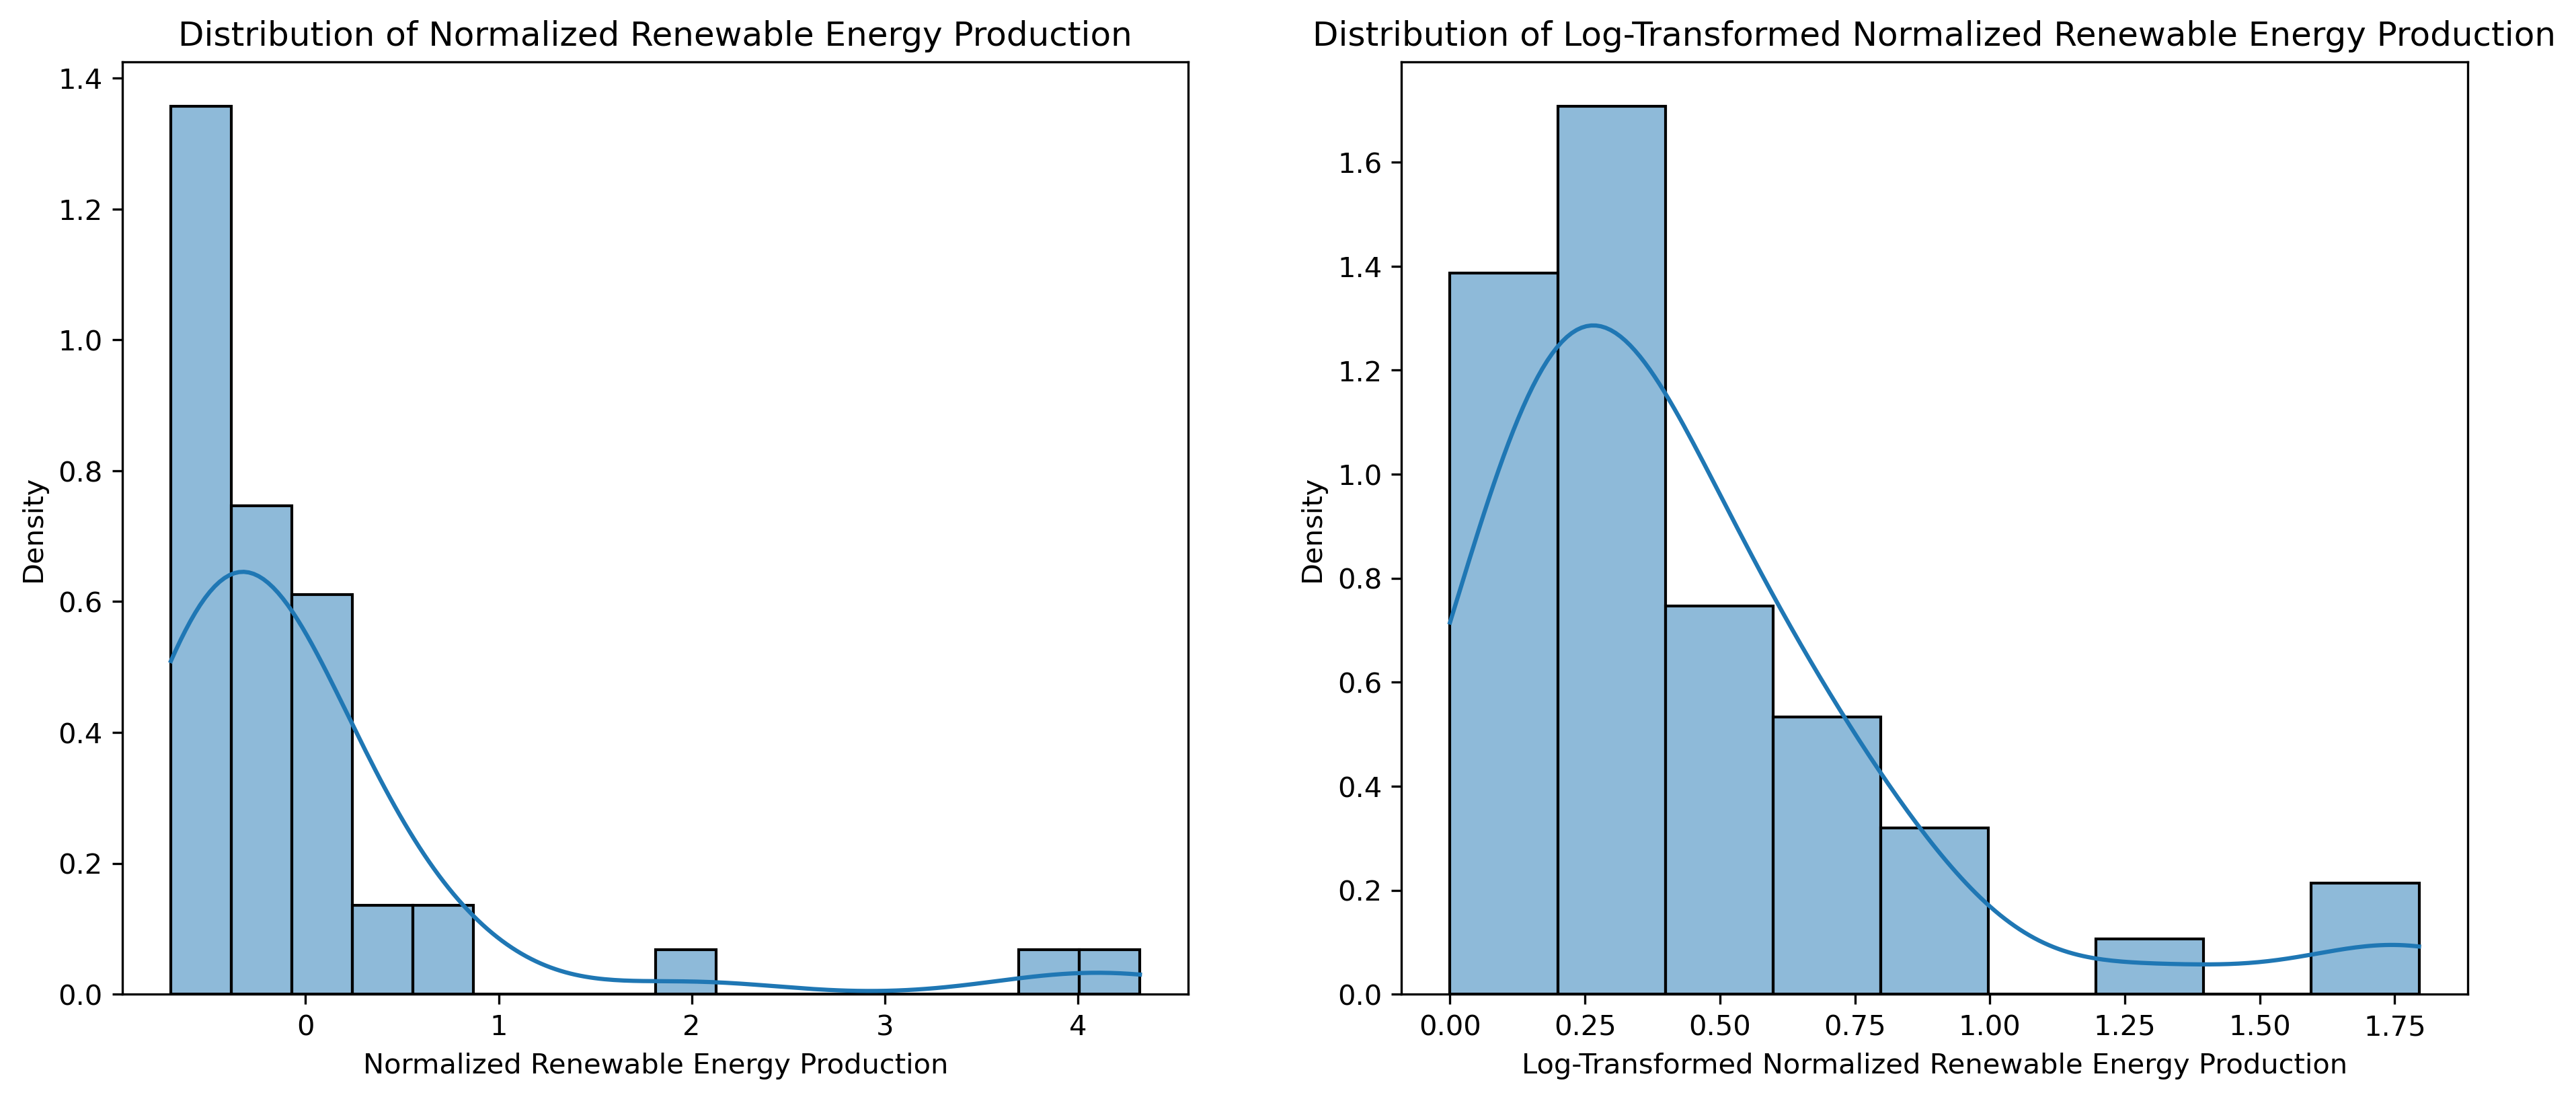 Distribution of Normalized Renewable Energy Production
1.4
1.2
1.0
0.8
0.6
0.4
0.2
0.0
Density
0 1 2 3 4
Normalized Renewable Energy Production
Distribution of Log-Transformed Normalized Renewable Energy Production
1.6
1.4
1.2
1.0
0.8
0.6
0.4
0.2
0.0
Density
0.00 0.25 0.50 0.75 1.00 1.25 1.50 1.75
Log-Transformed Normalized Renewable Energy Production